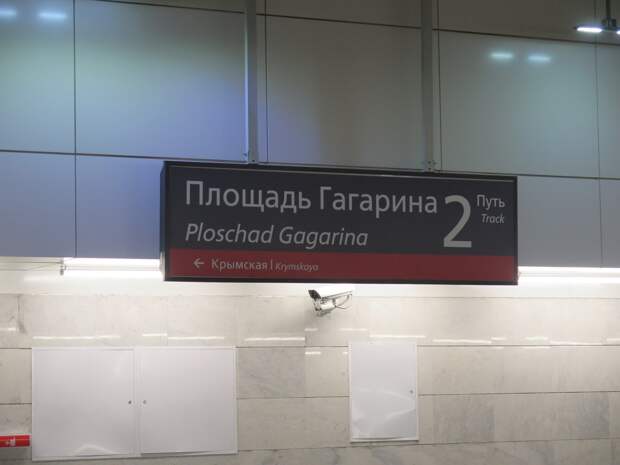 Площадь Гагарина
Ploschad Gagarina
2 Путь
Track
← Крымская | Krymskaya